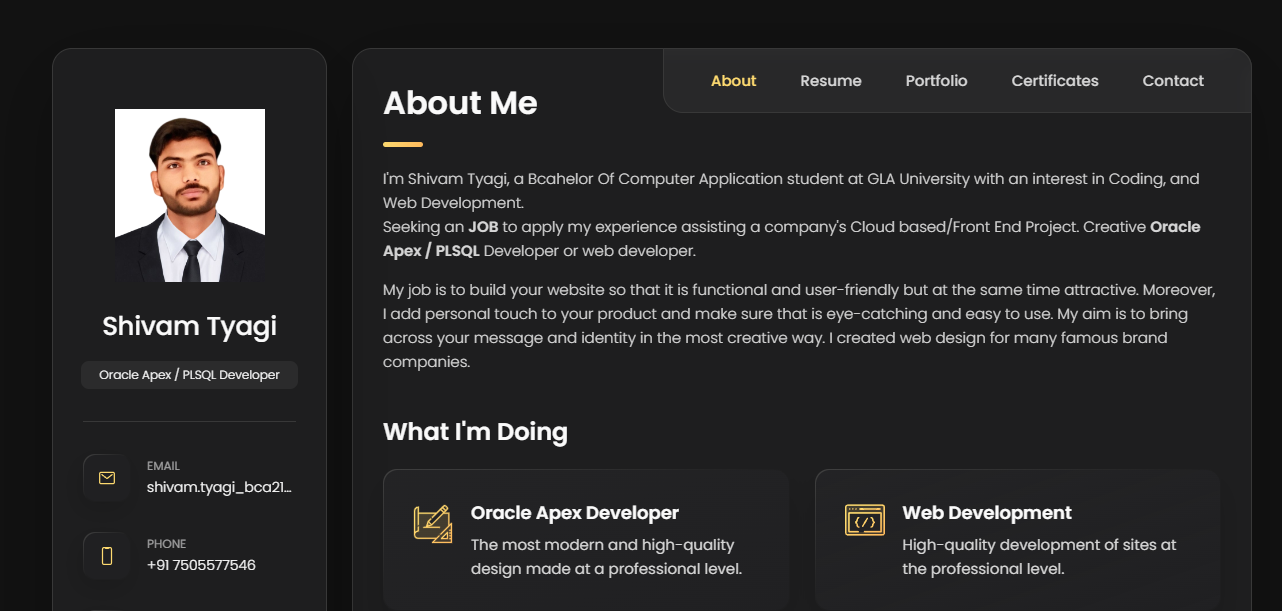 Shivam Tyagi
Oracle Apex / PLSQL Developer
EMAIL
shivam.tyagi_bca21...
PHONE
+91 7505577546
About
Resume
Portfolio
Certificates
Contact
About Me
I'm Shivam Tyagi, a Bcahelor Of Computer Application student at GLA University with an interest in Coding, and
Web Development.
Seeking an JOB to apply my experience assisting a company's Cloud based/Front End Project. Creative Oracle
Apex / PLSQL Developer or web developer.
My job is to build your website so that it is functional and user-friendly but at the same time attractive. Moreover,
I add personal touch to your product and make sure that is eye-catching and easy to use. My aim is to bring
across your message and identity in the most creative way. I created web design for many famous brand
companies.
What I'm Doing
Oracle Apex Developer
The most modern and high-quality
design made at a professional level.
Web Development
High-quality development of sites at
the professional level.